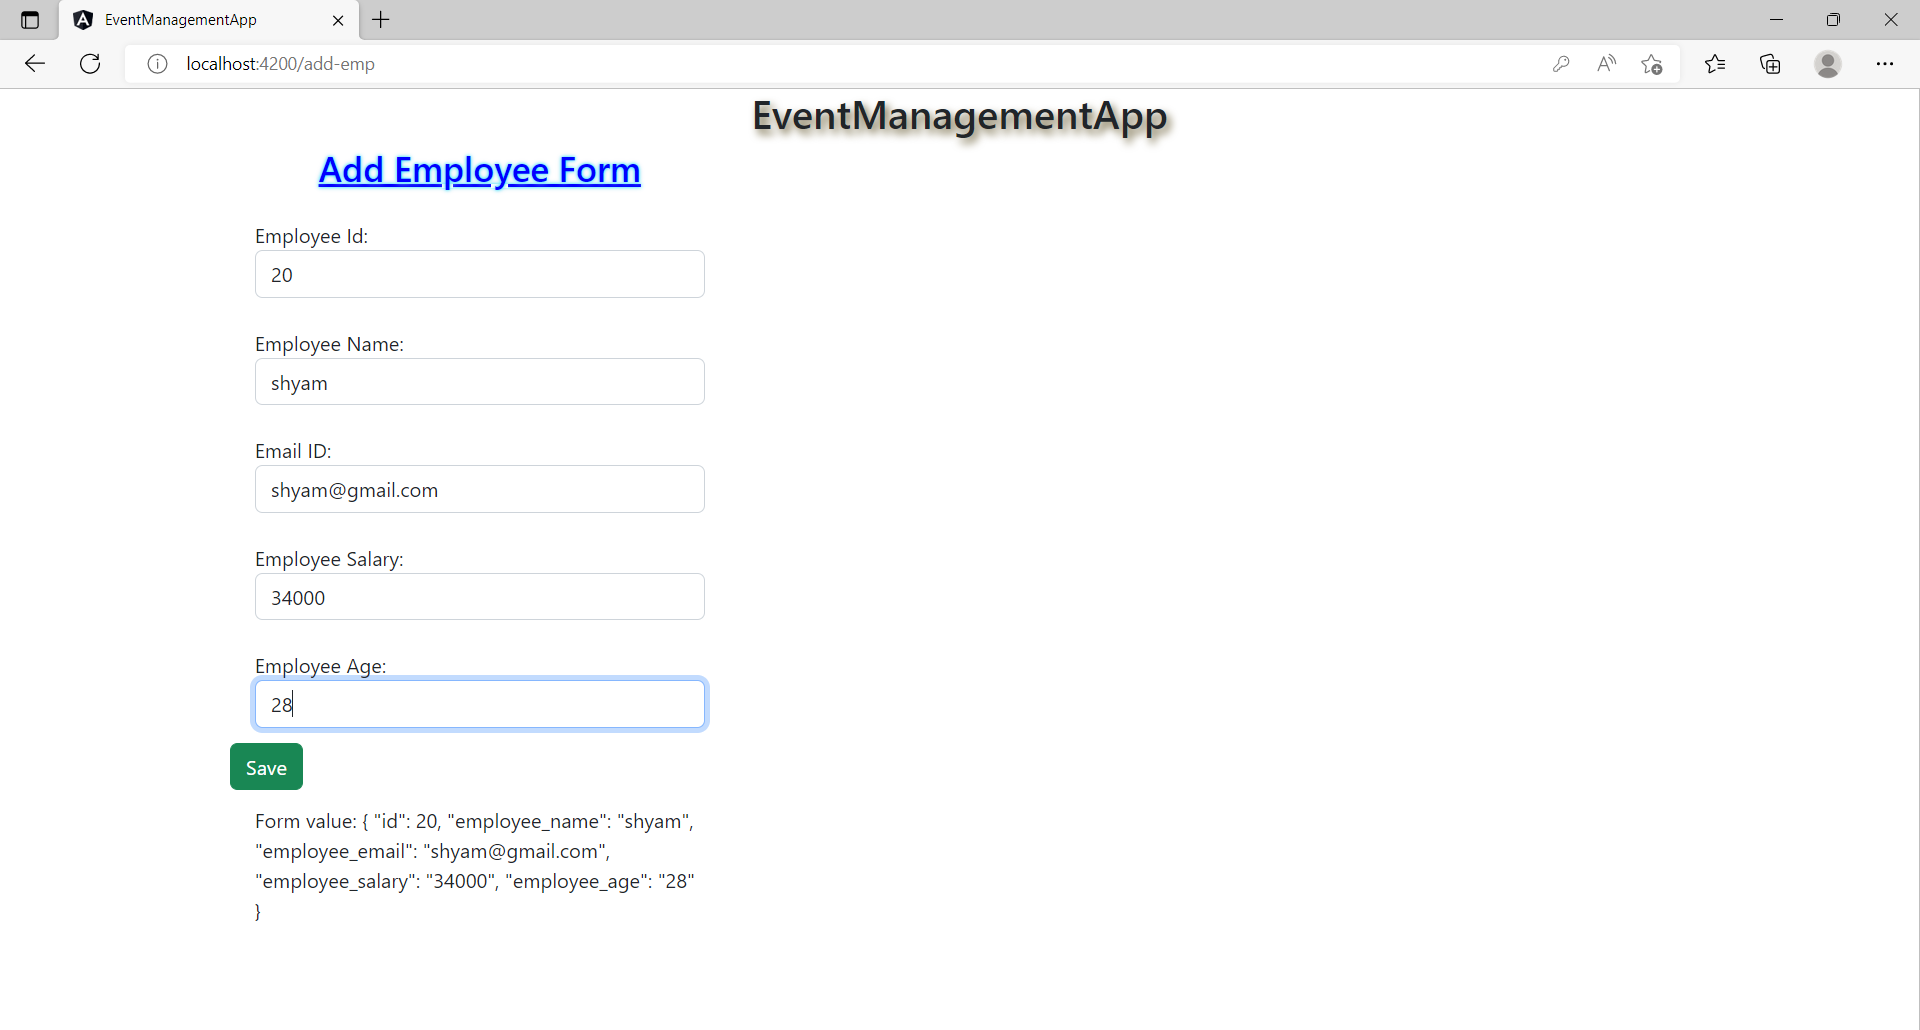 EventManagementApp
localhost:4200/add-emp
EventManagementApp
Add Employee Form
Employee Id:
20
Employee Name:
shyam
Email ID:
shyam@gmail.com
Employee Salary:
34000
Employee Age:
28
Save
Form value: { "id": 20, "employee_name": "shyam",
"employee_email": "shyam@gmail.com",
"employee_salary": "34000", "employee_age": "28"
}